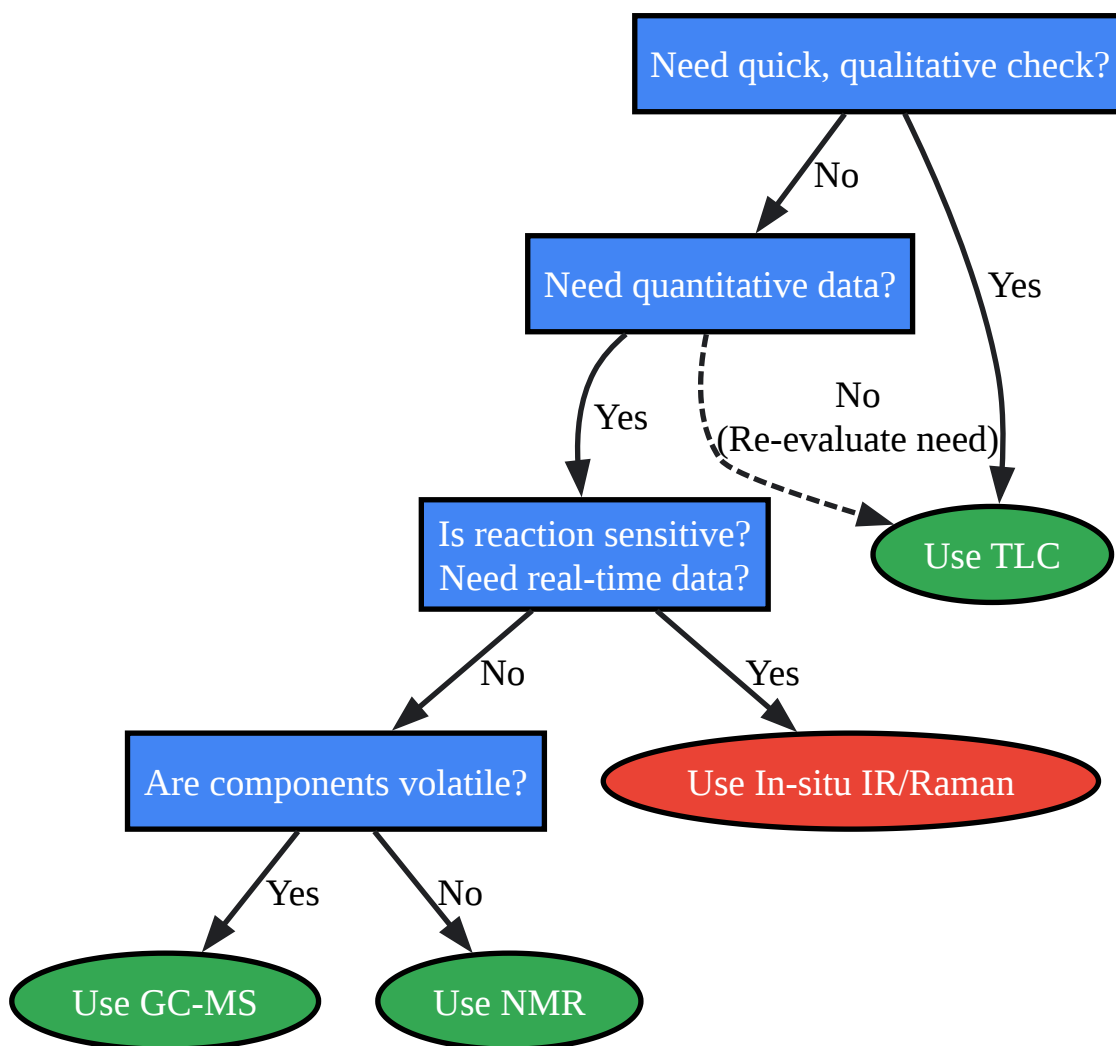 Need quick, qualitative check?
No
Need quantitative data?
Yes
No
(Re-evaluate need)
Yes
Is reaction sensitive?
Need real-time data?
Use TLC
No
Yes
Are components volatile?
Use In-situ IR/Raman
Yes
No
Use GC-MS
Use NMR